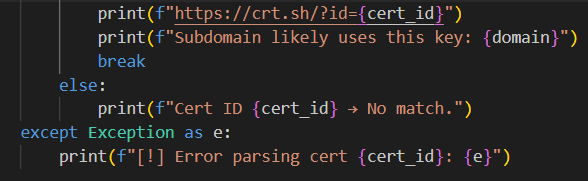 print(f"https://crt.sh/?id={cert_id}")
print(f"Subdomain likely uses this key: {domain}")
break
else:
print(f"Cert ID {cert_id} → No match.")
except Exception as e:
print(f"[!] Error parsing cert {cert_id}: {e}")